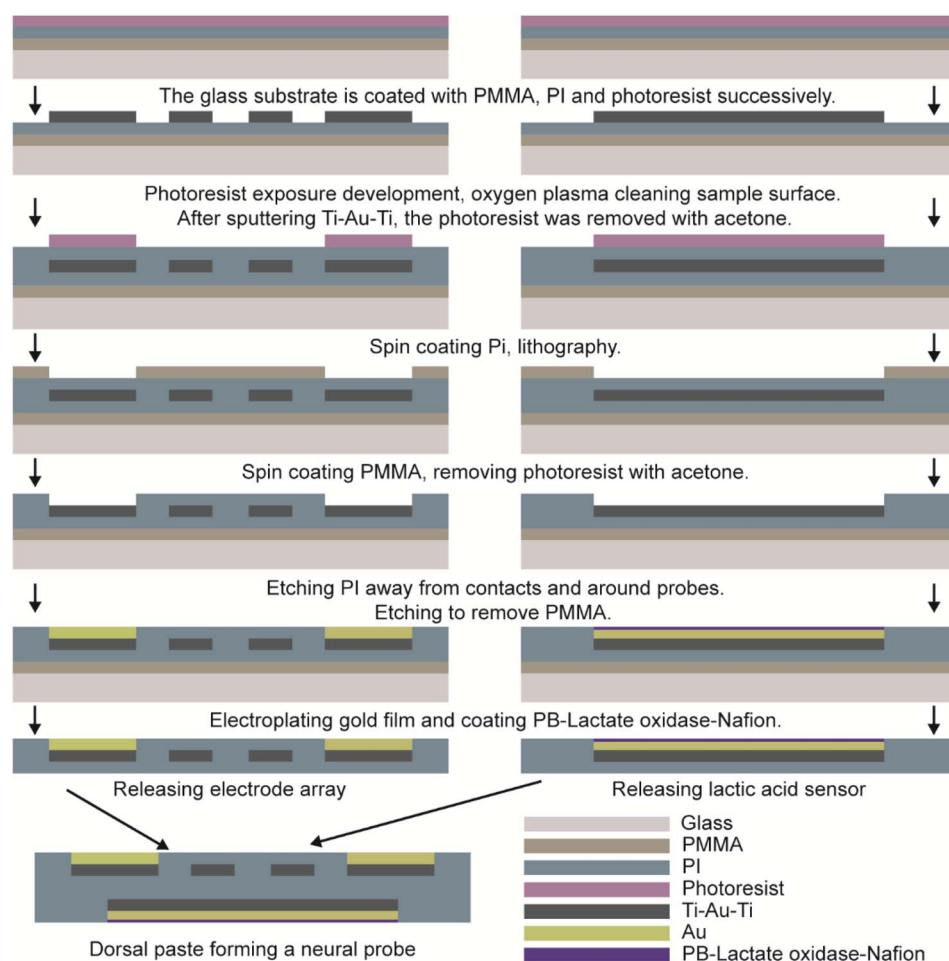 The glass substrate is coated with PMMA, PI and photoresist successively.
Photoresist exposure development, oxygen plasma cleaning sample surface.
After sputtering Ti-Au-Ti, the photoresist was removed with acetone.
Spin coating Pi, lithography.
Spin coating PMMA, removing photoresist with acetone.
Etching PI away from contacts and around probes.
Etching to remove PMMA.
Electroplating gold film and coating PB-Lactate oxidase-Nafion.
Releasing electrode array
Releasing lactic acid sensor
Glass
PMMA
PI
Photoresist
Ti-Au-Ti
Au
PB-Lactate oxidase-Nafion
Dorsal paste forming a neural probe